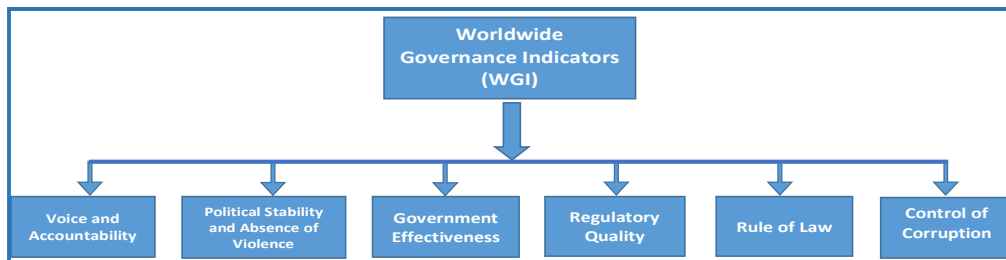 Worldwide
Governance Indicators
(WGI)
Voice and
Accountability
Political Stability
and Absence of
Violence
Government
Effectiveness
Regulatory
Quality
Rule of Law
Control of
Corruption